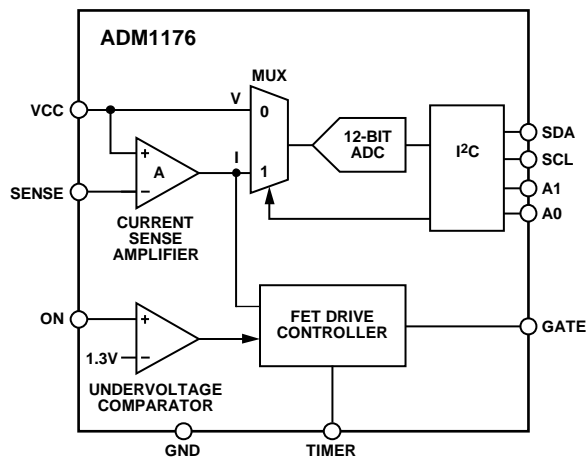 ADM1176
MUX
VCC
V
0
12-BIT
ADC
I²C
SDA
SCL
A1
A0
I
1
A
+
−
SENSE
CURRENT
SENSE
AMPLIFIER
ON
+
1.3V
−
UNDERVOLTAGE
COMPARATOR
FET DRIVE
CONTROLLER
GATE
GND
TIMER